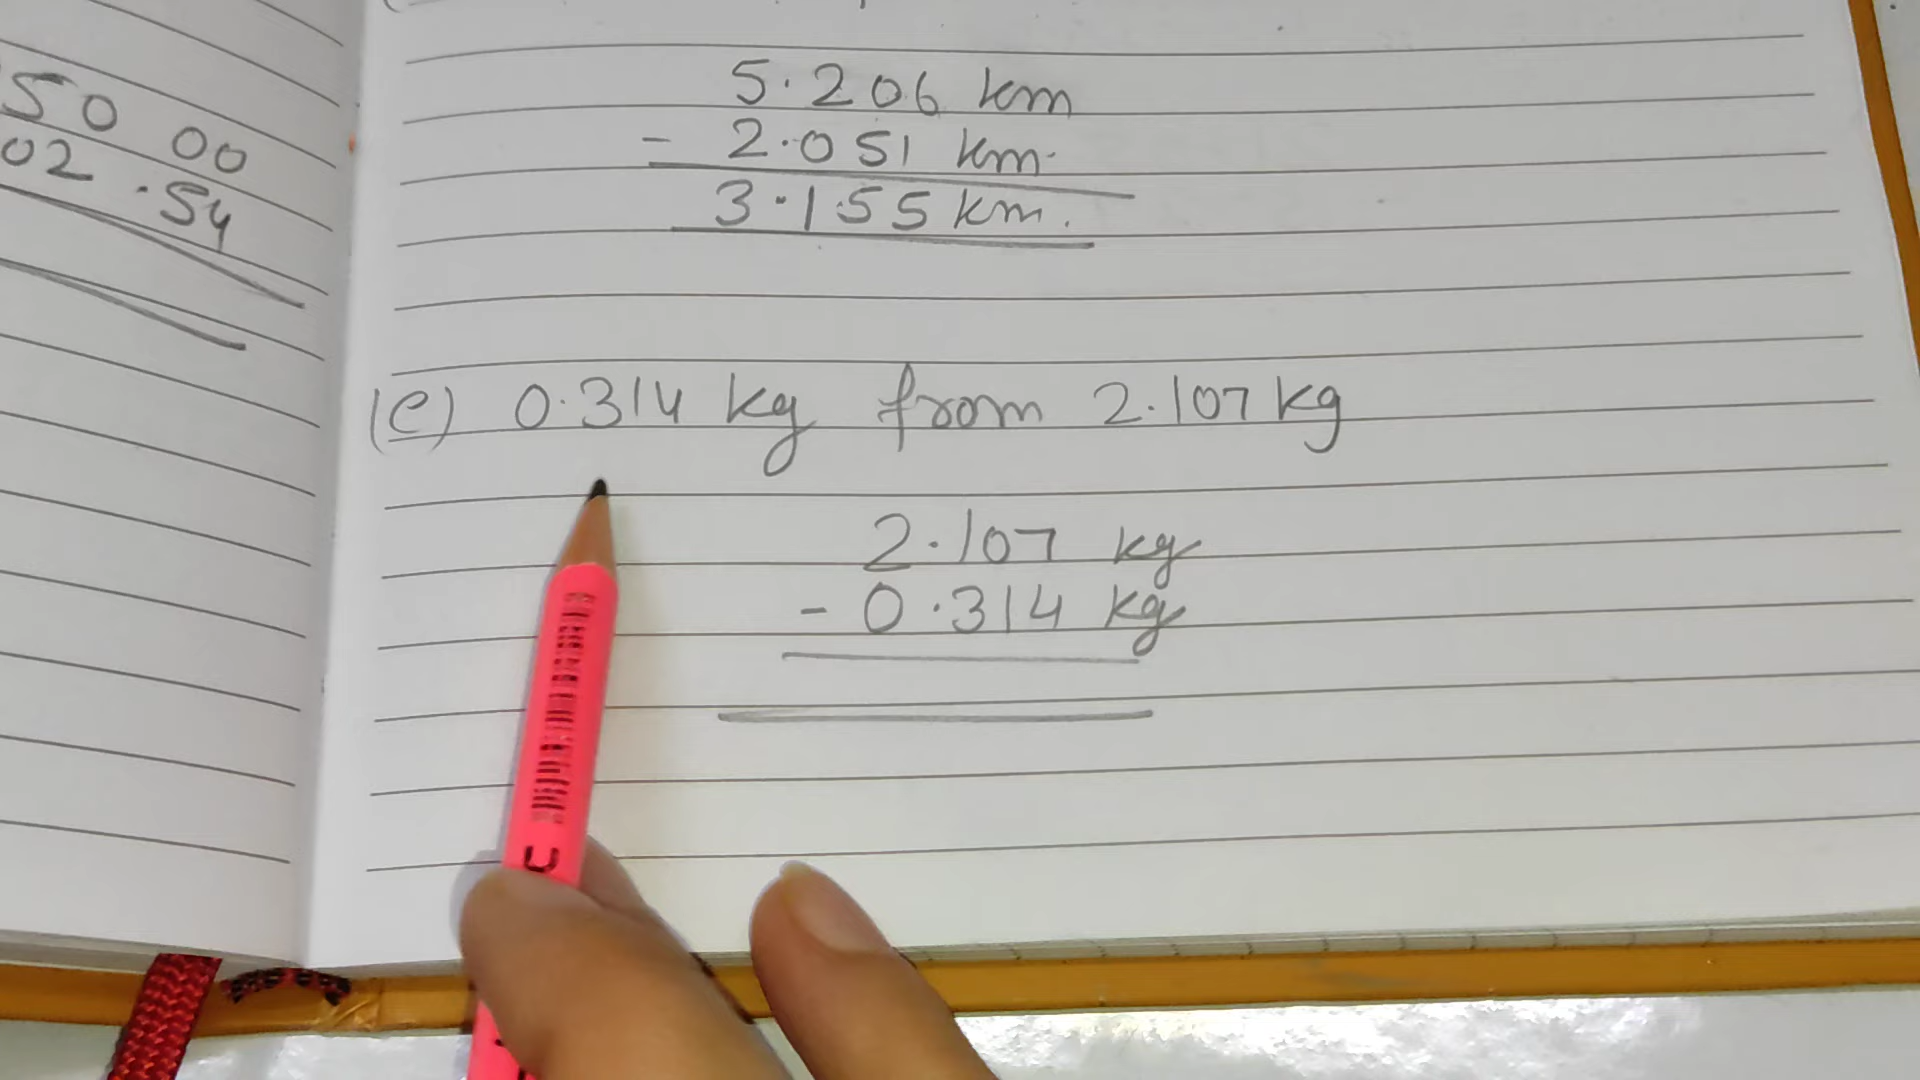 50 00
02.54
5.206 km
- 2.051 km.
3.155 km.
(e) 0.314 kg from 2.107 kg
2.107 kg
- 0.314 kg